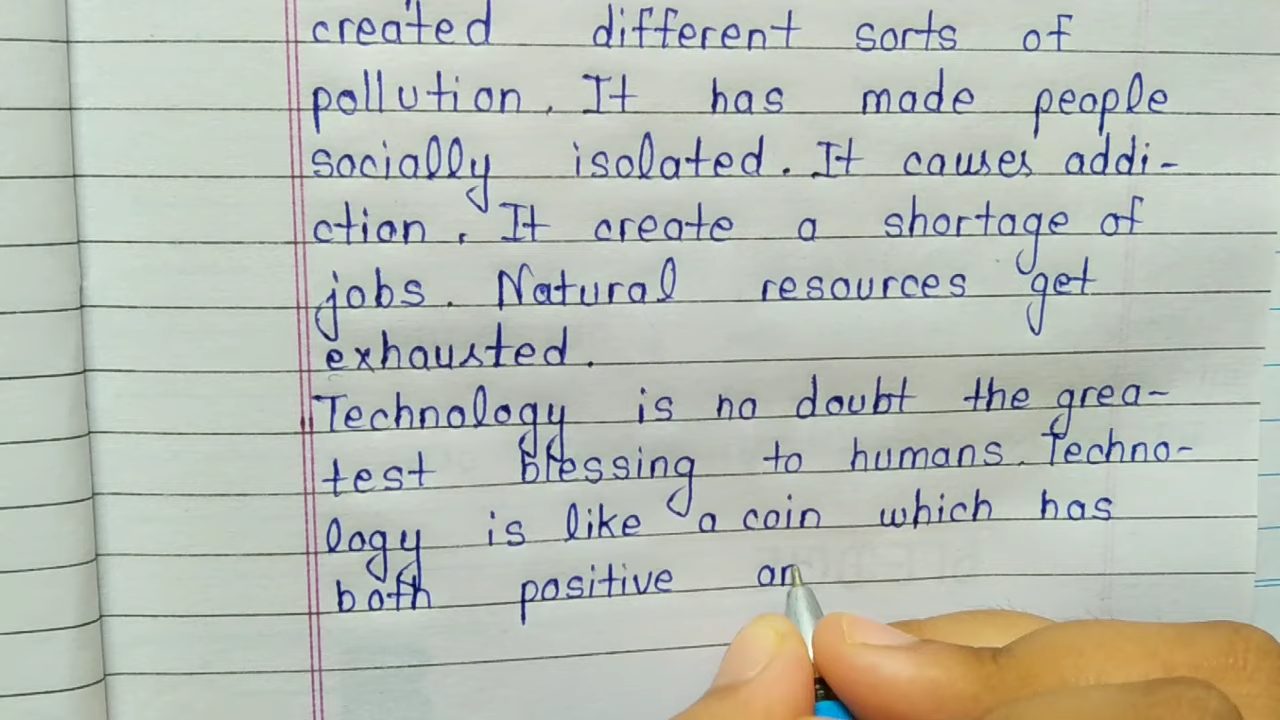 created different sorts of
pollution. It has made people
socially isolated. It causes addi-
ction. It create a shortage of
jobs. Natural resources get
exhausted.
Technology is no doubt the grea-
test blessing to humans. Techno-
logy is like a coin which has
both positive an